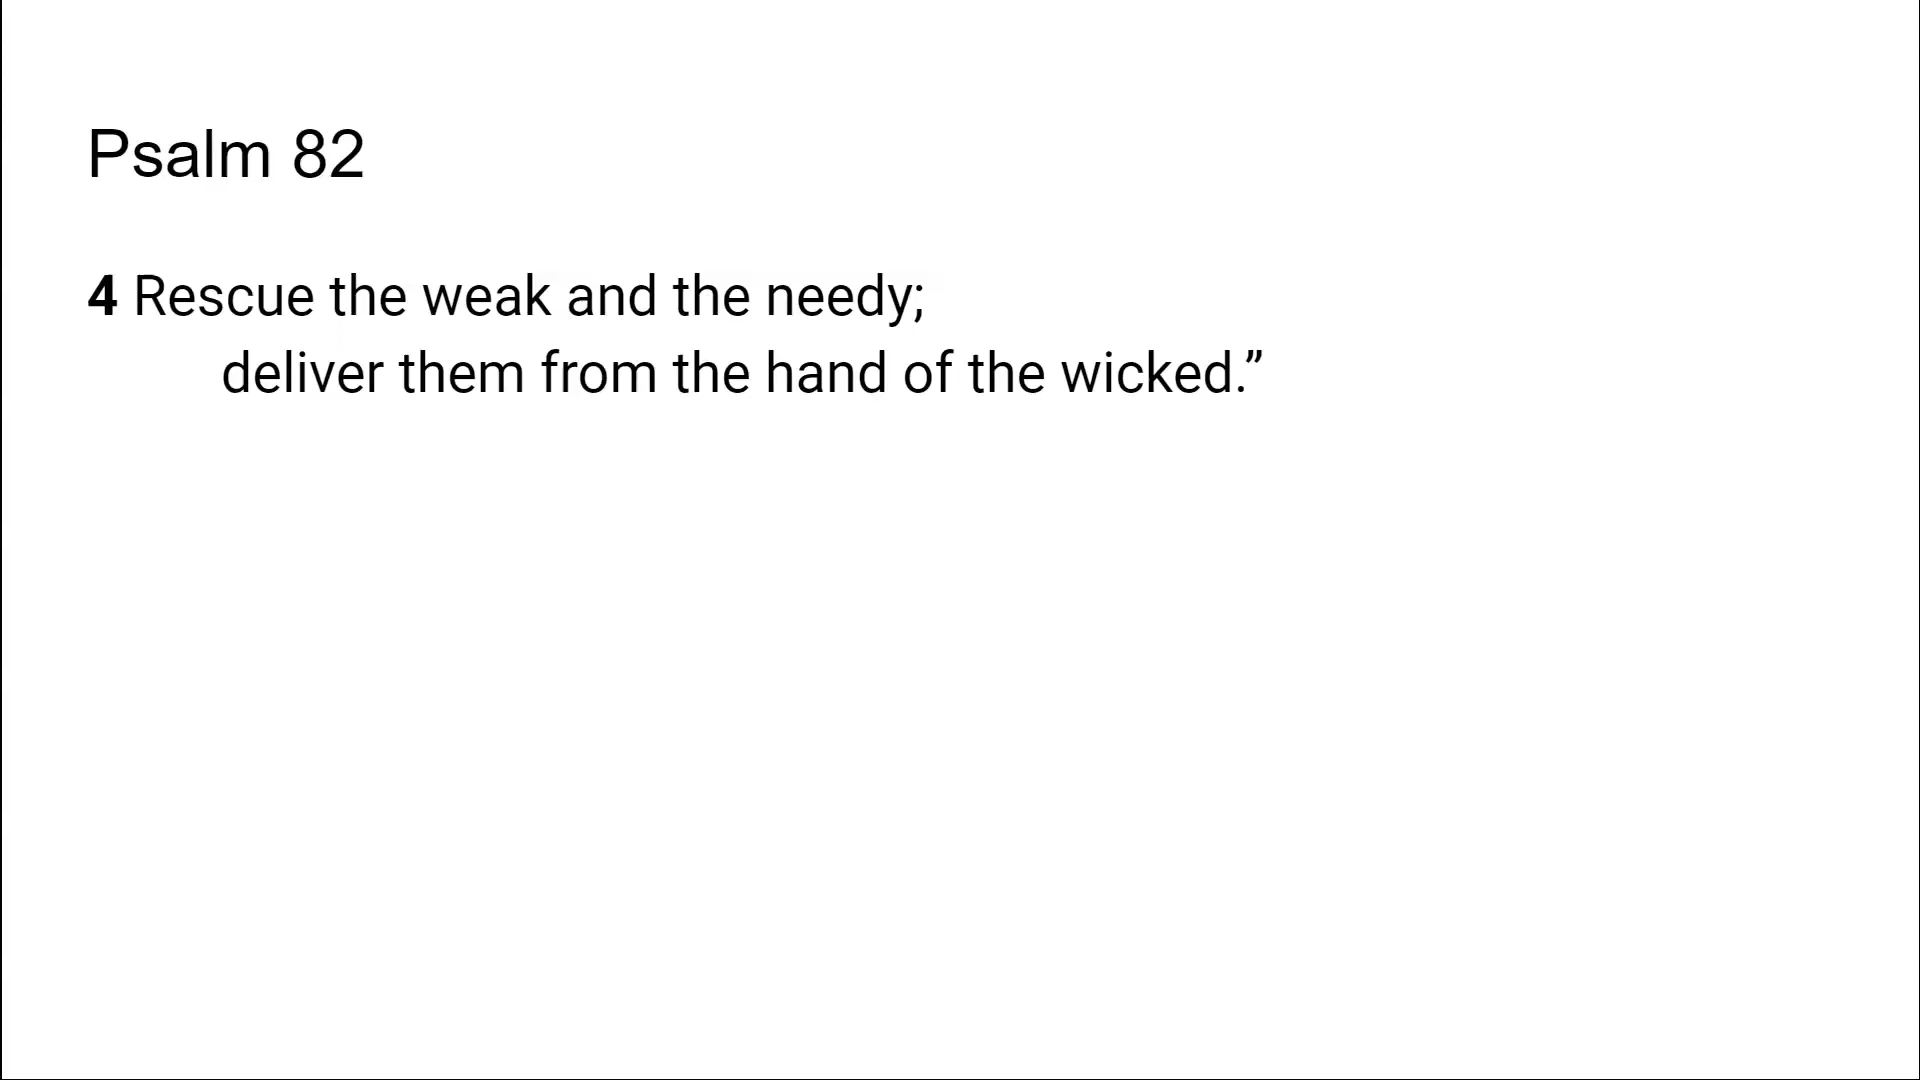 Psalm 82
4 Rescue the weak and the needy;
deliver them from the hand of the wicked.”